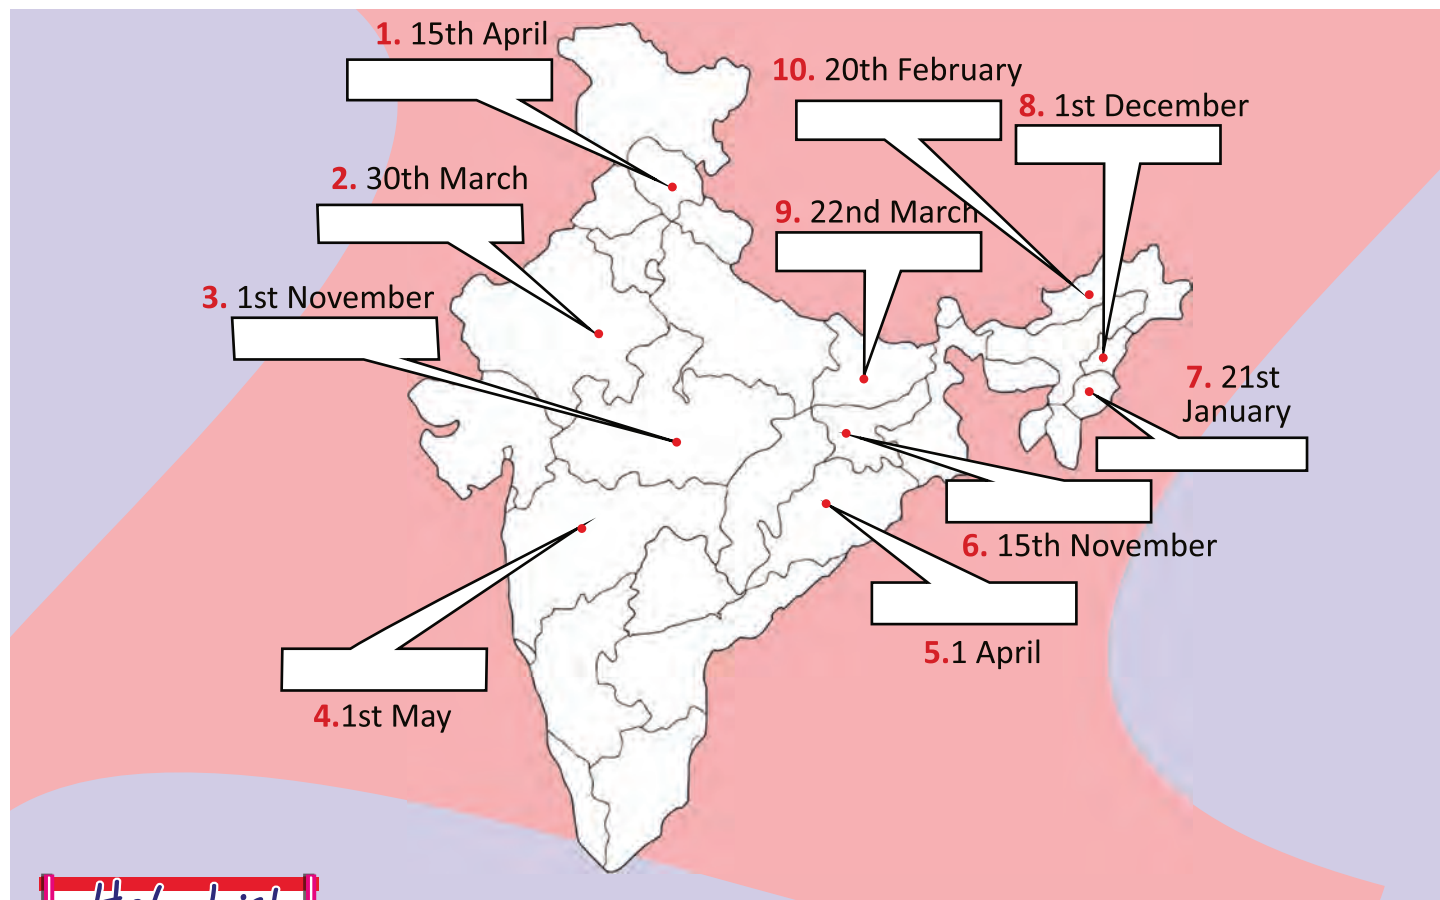 1. 15th April
10. 20th February
8. 1st December
2. 30th March
9. 22nd March
3. 1st November
7. 21st
January
6. 15th November
5.1 April
4.1st May